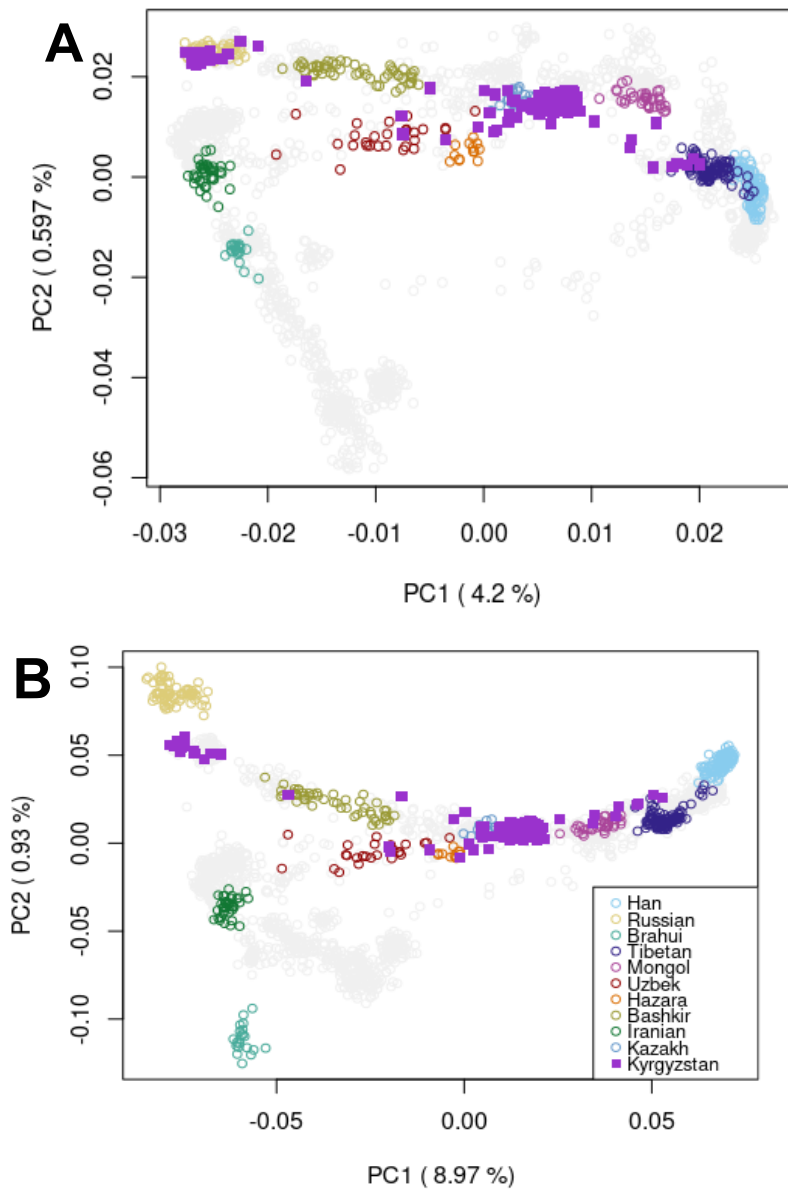 A
0.02
0.00
-0.02
-0.04
-0.06
PC2 ( 0.597 %)
-0.03
-0.02
-0.01
0.00
0.01
0.02
PC1 ( 4.2 %)
B
0.10
0.05
0.00
-0.05
-0.10
PC2 ( 0.93 %)
Han
Russian
Brahui
Tibetan
Mongol
Uzbek
Hazara
Bashkir
Iranian
Kazakh
Kyrgyzstan
-0.05
0.00
0.05
PC1 ( 8.97 %)